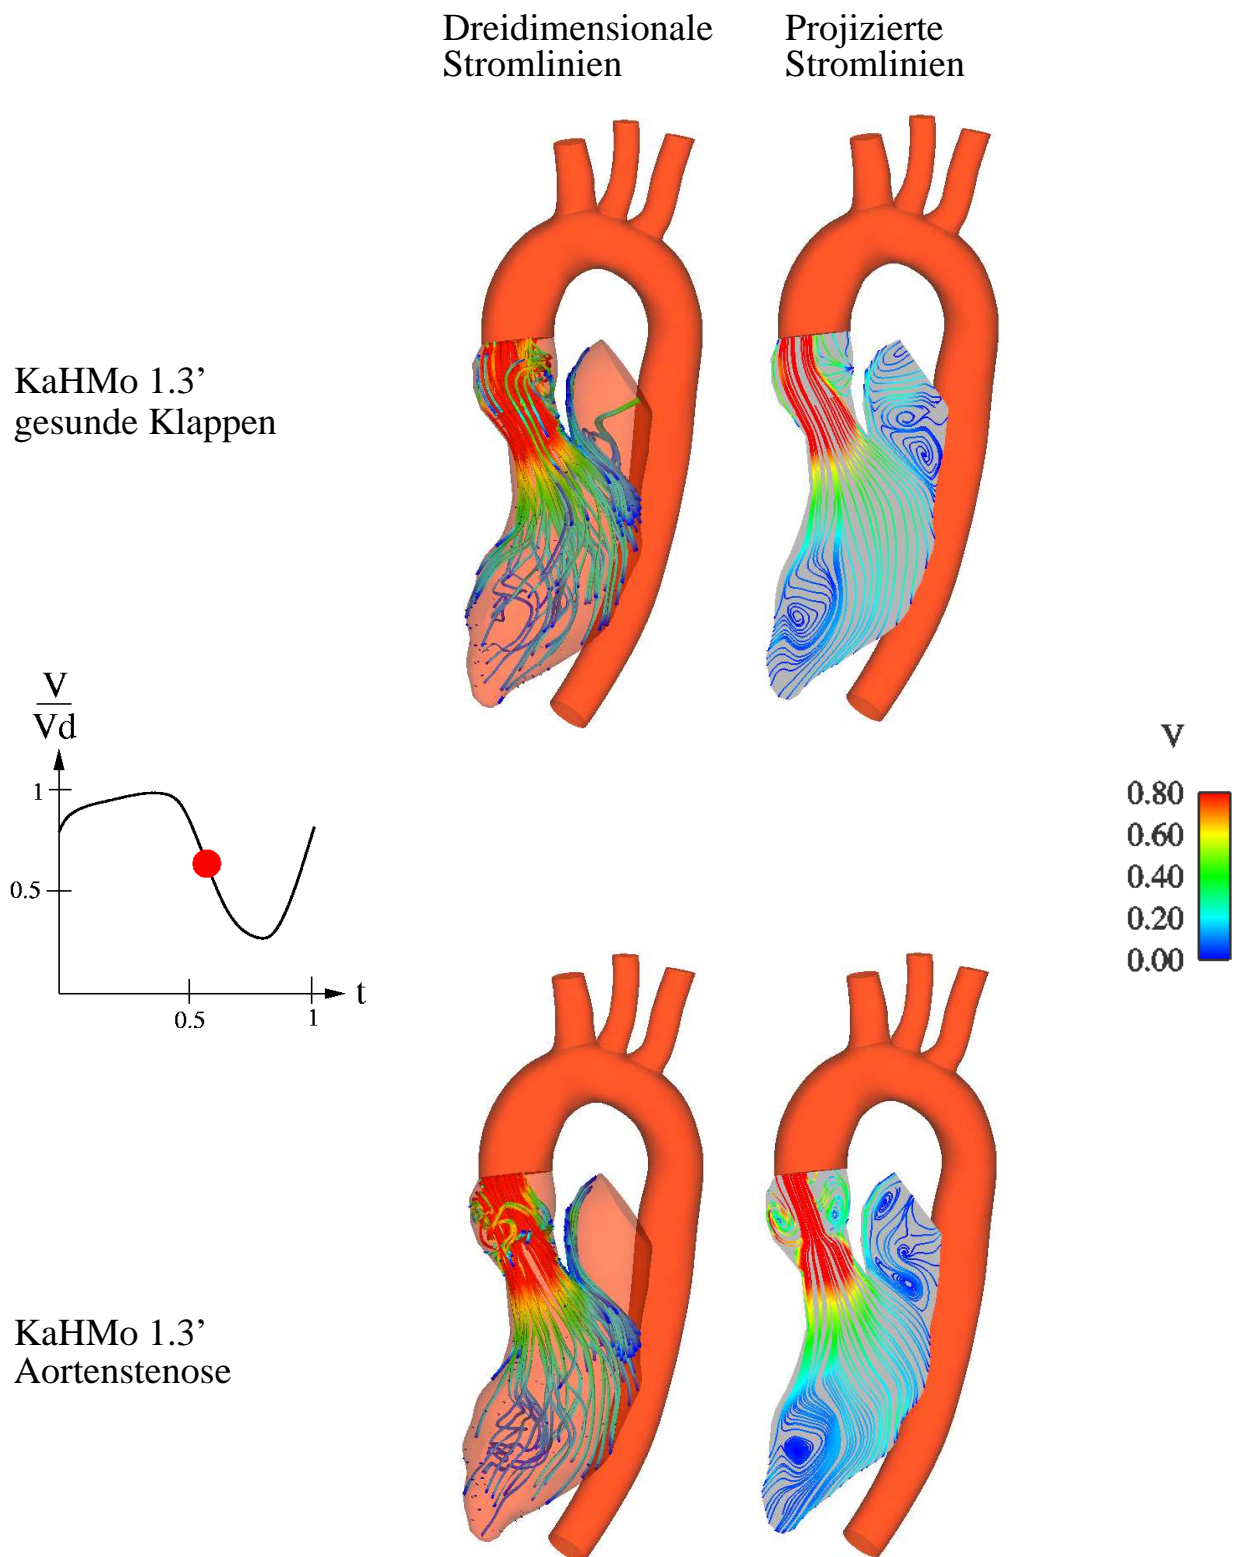 Dreidimensionale
Stromlinien
Projizierte
Stromlinien
KaHMo 1.3’
gesunde Klappen
V
Vd
1
0.5
0.5
1
t
V
0.80
0.60
0.40
0.20
0.00
KaHMo 1.3’
Aortenstenose